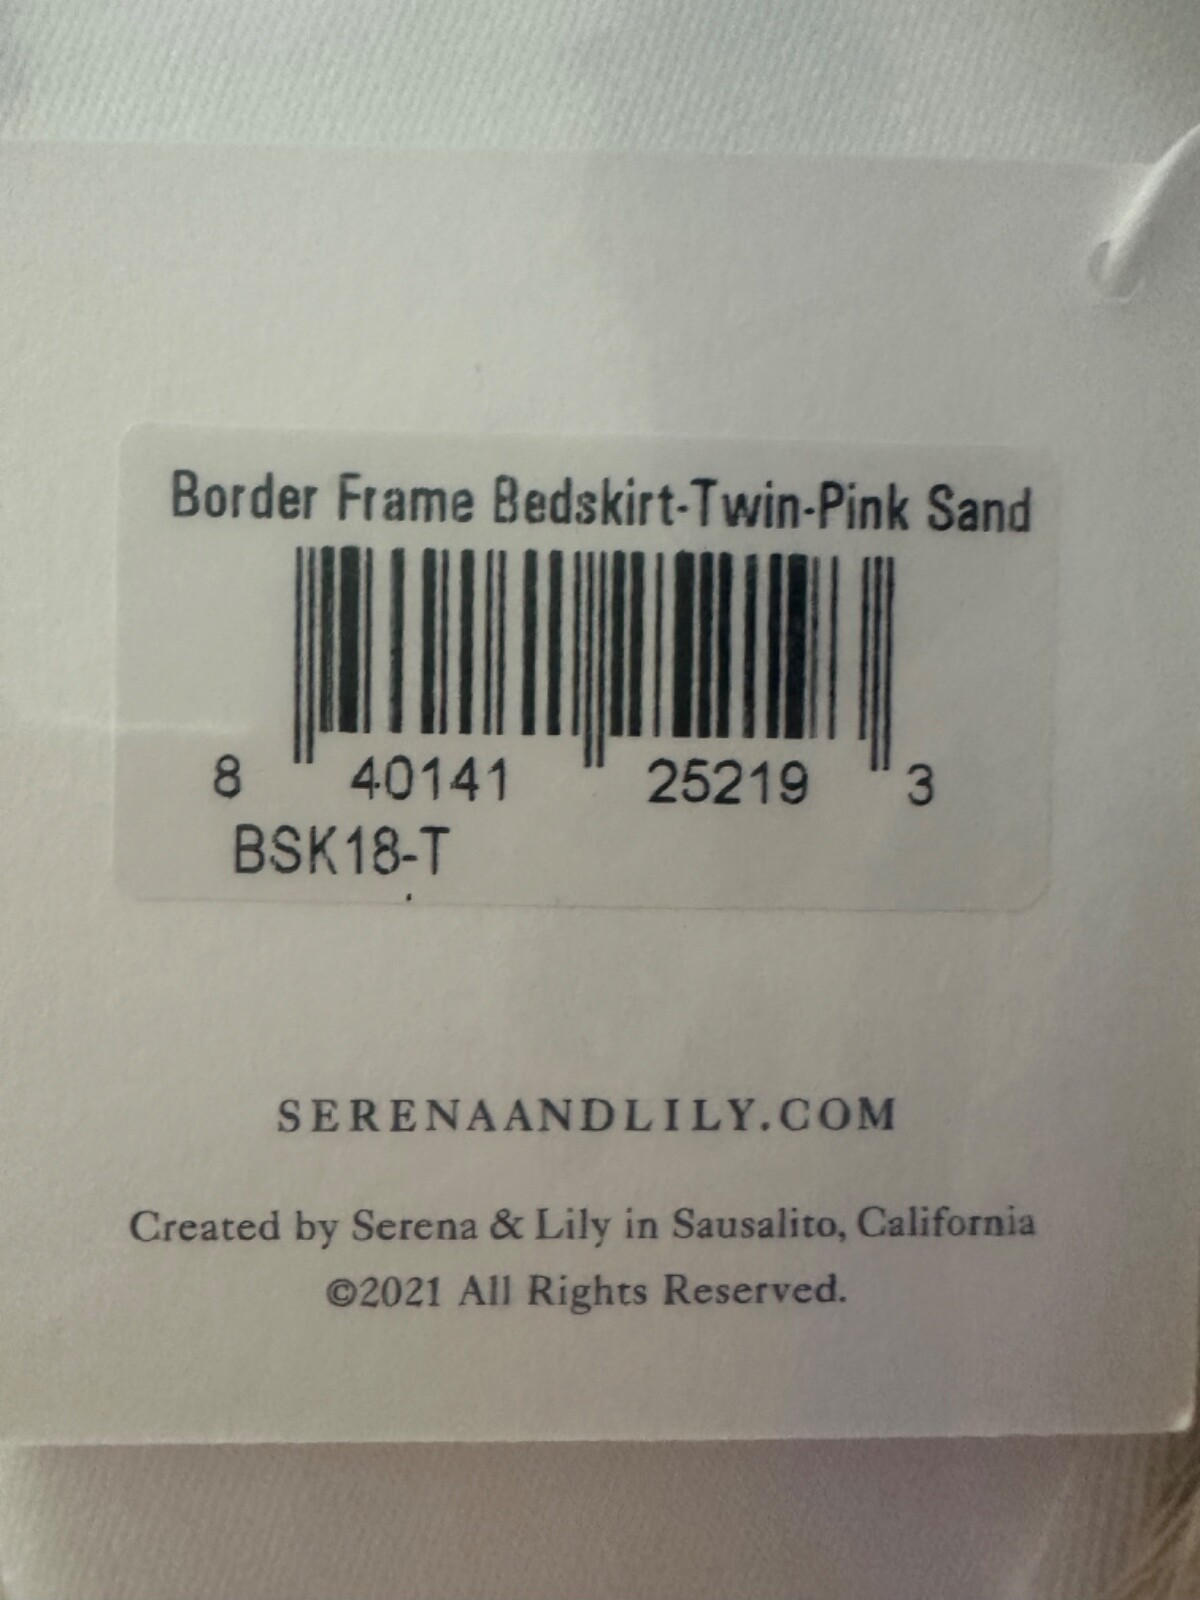 Border Frame Bedskirt-Twin-Pink Sand
8 40141 25219 3
BSK18-T
SERENAANDLILY.COM
Created by Serena & Lily in Sausalito, California
©2021 All Rights Reserved.